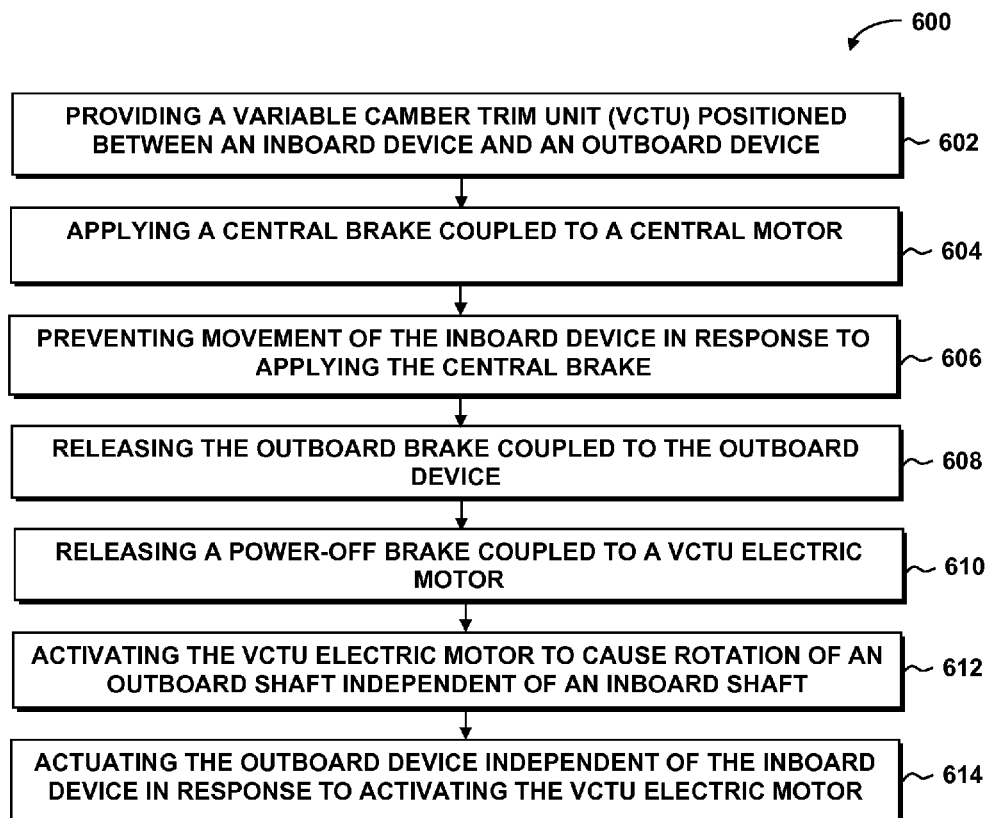 600
PROVIDING A VARIABLE CAMBER TRIM UNIT (VCTU) POSITIONED
BETWEEN AN INBOARD DEVICE AND AN OUTBOARD DEVICE
602
APPLYING A CENTRAL BRAKE COUPLED TO A CENTRAL MOTOR
604
PREVENTING MOVEMENT OF THE INBOARD DEVICE IN RESPONSE TO
APPLYING THE CENTRAL BRAKE
606
RELEASING THE OUTBOARD BRAKE COUPLED TO THE OUTBOARD
DEVICE
608
RELEASING A POWER-OFF BRAKE COUPLED TO A VCTU ELECTRIC
MOTOR
610
ACTIVATING THE VCTU ELECTRIC MOTOR TO CAUSE ROTATION OF AN
OUTBOARD SHAFT INDEPENDENT OF AN INBOARD SHAFT
612
ACTUATING THE OUTBOARD DEVICE INDEPENDENT OF THE INBOARD
DEVICE IN RESPONSE TO ACTIVATING THE VCTU ELECTRIC MOTOR
614